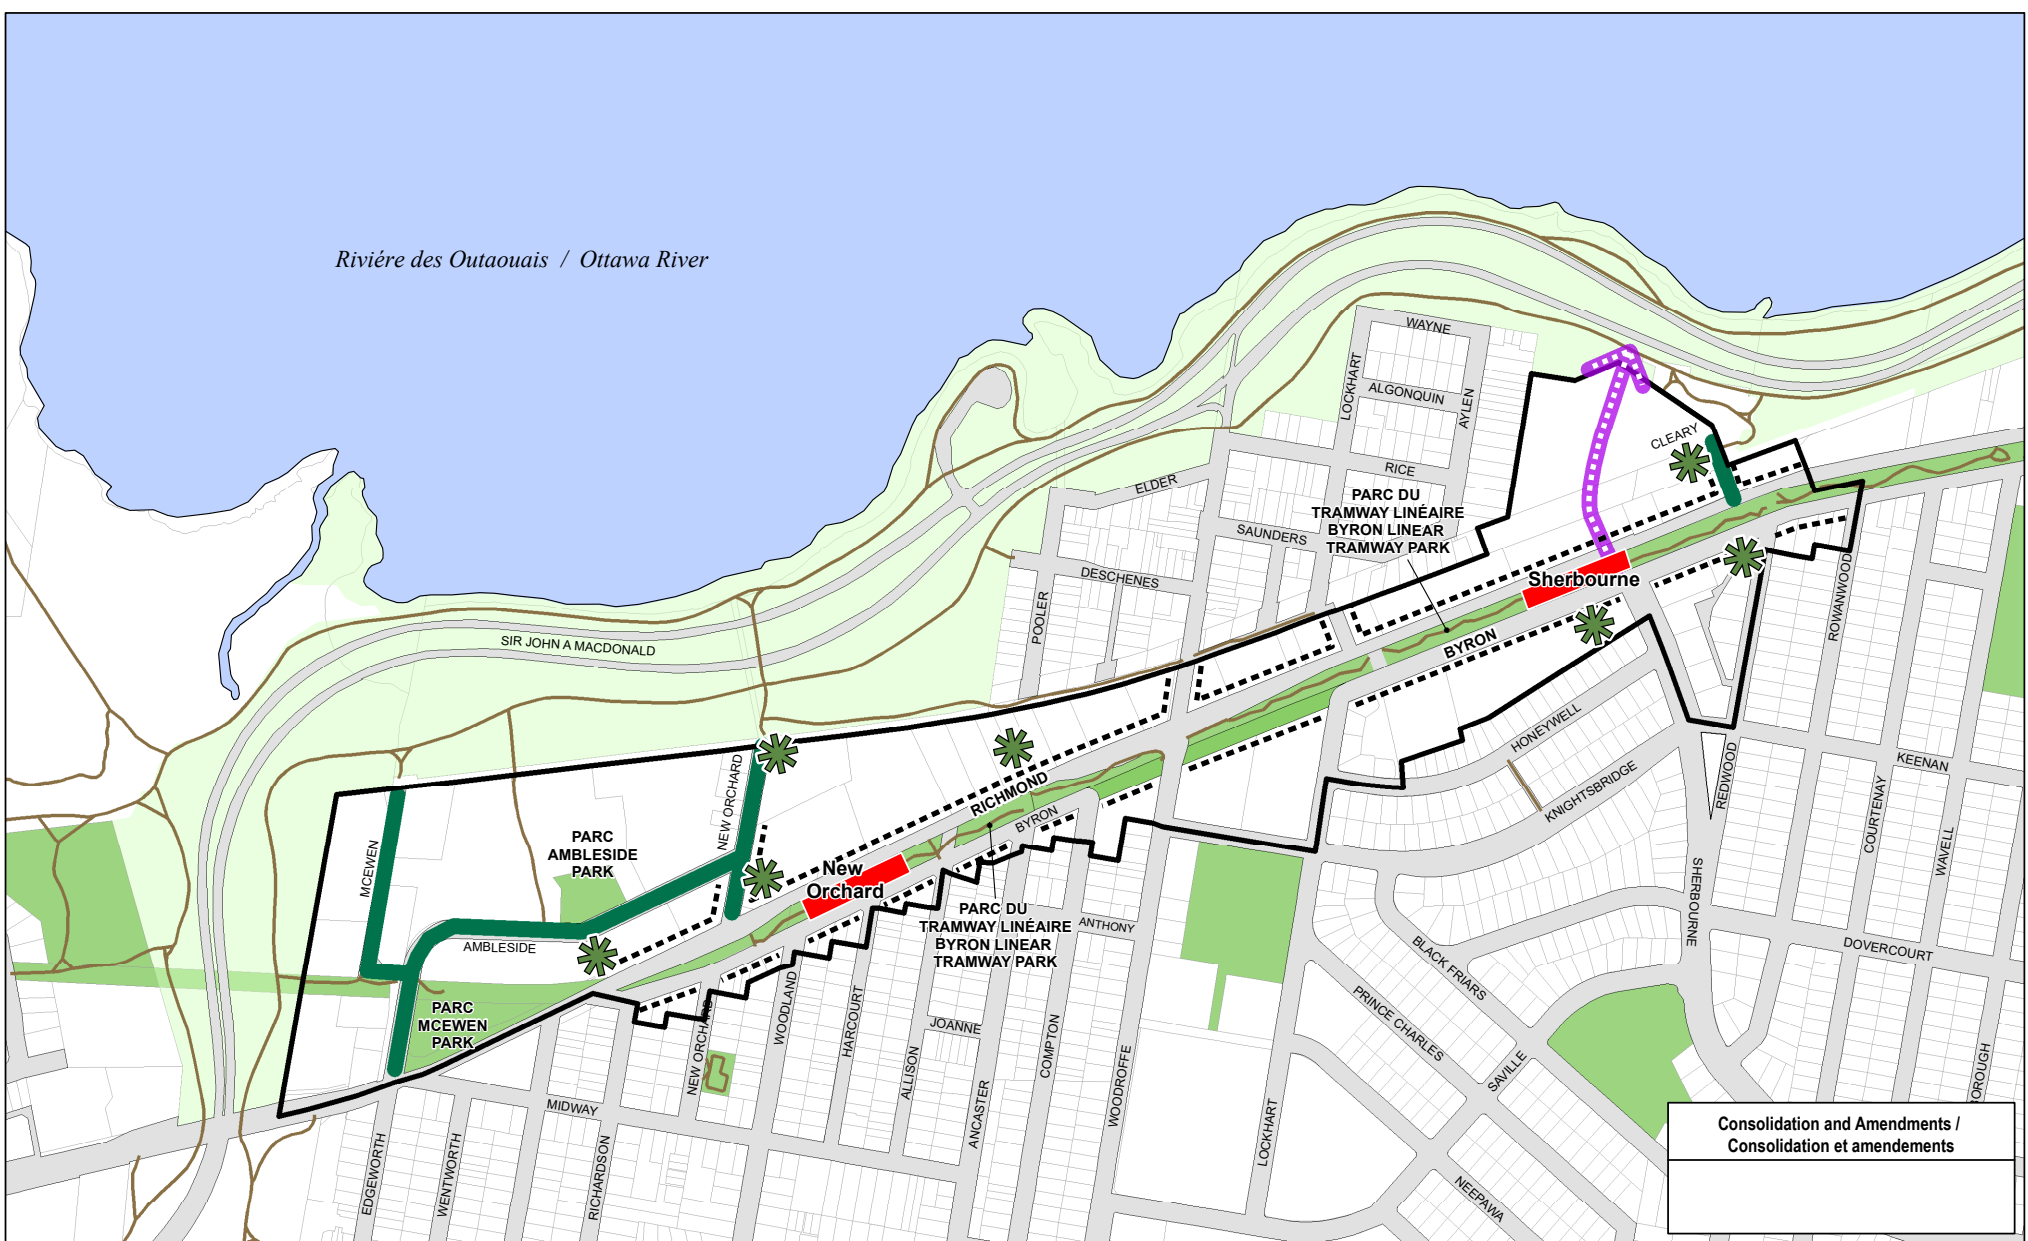 Riviére des Outaouais / Ottawa River
WAYNE
LOCKHART
ALGONQUIN
AYLEN
CLEARY
RICE
ELDER
PARC DU
TRAMWAY LINÉAIRE
BYRON LINEAR
TRAMWAY PARK
SAUNDERS
DESCHENES
Sherbourne
POOLER
ROWANWOOD
SIR JOHN A MACDONALD
BYRON
HONEYWELL
KEENAN
REDWOOD
NEW ORCHARD
RICHMOND
KNIGHTSBRIDGE
COURTENAY
BYRON
WAVELL
PARC
AMBLESIDE
PARK
MCEWEN
New
Orchard
SHERBOURNE
PARC DU
TRAMWAY LINÉAIRE
BYRON LINEAR
TRAMWAY PARK
ANTHONY
AMBLESIDE
DOVERCOURT
BLACK FRIARS
PARC
MCEWEN
PARK
WOODLAND
HARCOURT
PRINCE CHARLES
JOANNE
NEW ORCHARD
COMPTON
ALLISON
WOODROFFE
SAVILLE
OROUGH
MIDWAY
ANCASTER
LOCKHART
EDGEWORTH
WENTWORTH
RICHARDSON
NEEPAWA
Consolidation and Amendments /
Consolidation et amendements